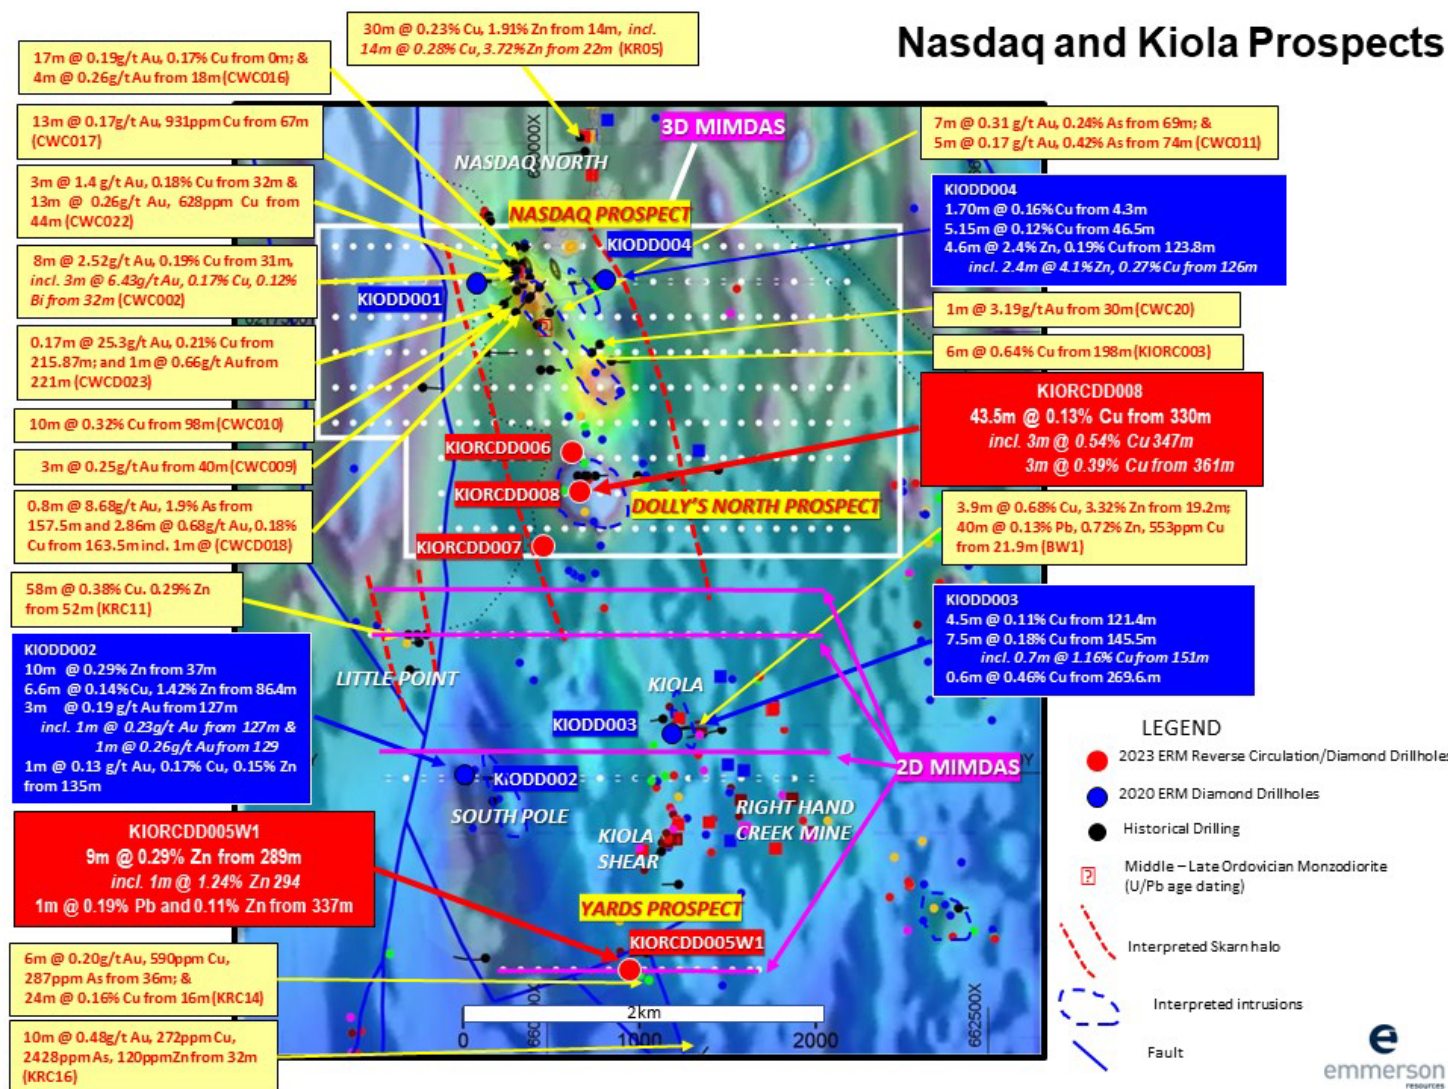 Nasdaq and Kiola Prospects
30m @ 0.23% Cu, 1.91% Zn from 14m, incl.
14m @ 0.28% Cu, 3.72% Zn from 22m (KR05)
17m @ 0.19g/t Au, 0.17% Cu from 0m; &
4m @ 0.26g/t Au from 18m (CWC016)
13m @ 0.17g/t Au, 931ppm Cu from 67m
(CWC017)
3m @ 1.4 g/t Au, 0.18% Cu from 32m &
13m @ 0.26g/t Au, 628ppm Cu from
44m (CWC022)
8m @ 2.52g/t Au, 0.19% Cu from 31m,
incl. 3m @ 6.43g/t Au, 0.17% Cu, 0.12%
Bi from 32m (CWC002)
0.17m @ 25.3g/t Au, 0.21% Cu from
215.87m; and 1m @ 0.66g/t Au from
221m (CWCD023)
10m @ 0.32% Cu from 98m (CWC010)
3m @ 0.25g/t Au from 40m (CWC009)
0.8m @ 8.68g/t Au, 1.9% As from
157.5m and 2.86m @ 0.68g/t Au, 0.18%
Cu from 163.5m incl. 1m @ (CWCD018)
58m @ 0.38% Cu, 0.29% Zn
from 52m (KRC11)
KIODD002
10m @ 0.29% Zn from 37m
6.6m @ 0.14% Cu, 1.42% Zn from 86.4m
3m @ 0.19 g/t Au from 127m
incl. 1m @ 0.23g/t Au from 127m &
1m @ 0.26g/t Au from 129
1m @ 0.13 g/t Au, 0.17% Cu, 0.15% Zn
from 135m
KIORCDD005W1
9m @ 0.29% Zn from 289m
incl. 1m @ 1.24% Zn 294
1m @ 0.19% Pb and 0.11% Zn from 337m
6m @ 0.20g/t Au, 590ppm Cu,
287ppm As from 36m; &
24m @ 0.16% Cu from 16m (KRC14)
10m @ 0.48g/t Au, 272ppm Cu,
2428ppm As, 120ppm Zn from 32m
(KRC16)
660000X
3D MIMDAS
NASDAQ NORTH
NASDAQ PROSPECT
KIODD004
KIODD001
KIORCDD006
KIORCDD008
DOLLY'S NORTH PROSPECT
KIORCDD007
LITTLE POINT
KIOLA
KIODD003
2D MIMDAS
KIODD002
SOUTH POLE
RIGHT HAND
CREEK MINE
KIOLA
SHEAR
YARDS PROSPECT
KIORCDD005W1
2km
0
1000
2000
662500X
7m @ 0.31 g/t Au, 0.24% As from 69m; &
5m @ 0.17 g/t Au, 0.42% As from 74m (CWC011)
KIODD004
1.70m @ 0.16% Cu from 4.3m
5.15m @ 0.12% Cu from 46.5m
4.6m @ 2.4% Zn, 0.19% Cu from 123.8m
incl. 2.4m @ 4.1% Zn, 0.27% Cu from 126m
1m @ 3.19g/t Au from 30m (CWC20)
6m @ 0.64% Cu from 198m (KIORC003)
KIORCDD008
43.5m @ 0.13% Cu from 330m
incl. 3m @ 0.54% Cu 347m
3m @ 0.39% Cu from 361m
3.9m @ 0.68% Cu, 3.32% Zn from 19.2m;
40m @ 0.13% Pb, 0.72% Zn, 553ppm Cu
from 21.9m (BW1)
KIODD003
4.5m @ 0.11% Cu from 121.4m
7.5m @ 0.18% Cu from 145.5m
incl. 0.7m @ 1.16% Cu from 151m
0.6m @ 0.46% Cu from 269.6.m
LEGEND
2023 ERM Reverse Circulation/Diamond Drillholes
2020 ERM Diamond Drillholes
Historical Drilling
Middle – Late Ordovician Monzodiorite
(U/Pb age dating)
Interpreted Skarn halo
Interpreted intrusions
Fault
emmerson
resources